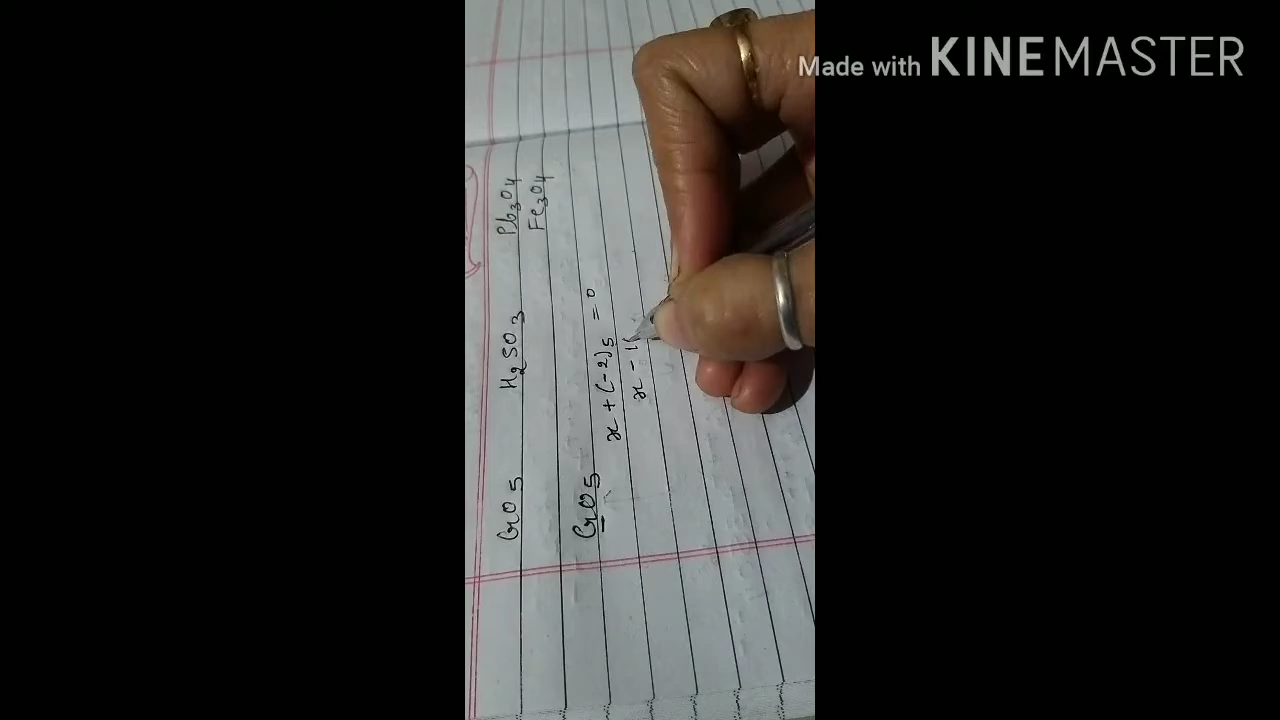 Made with KINEMASTER
CrO5 H2SO3 Pb3O4
Fe3O4
CrO5
x + (-2)5 = 0
x - 1